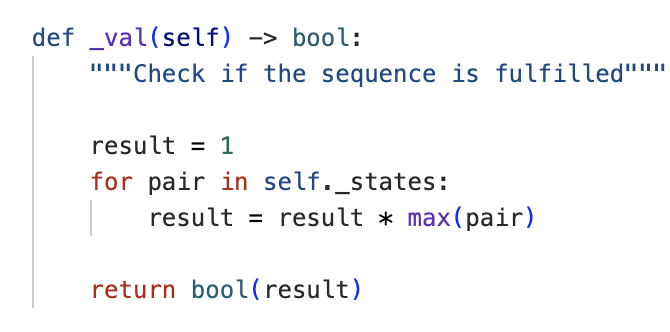 def _val(self) -> bool:
    """Check if the sequence is fulfilled"""

    result = 1
    for pair in self._states:
        result = result * max(pair)

    return bool(result)